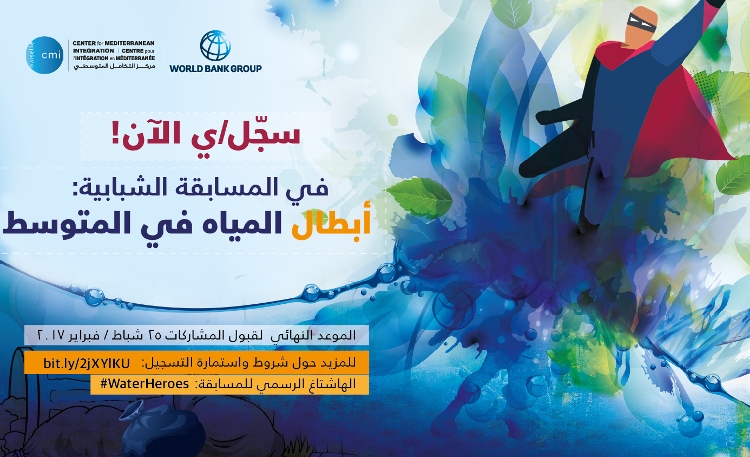 CENTER for MEDITERRANEAN
INTEGRATION | CENTRE pour
l'INTÉGRATION en MÉDITERRANÉE
مركز التكامل المتوسطي
cmi
WORLD BANK GROUP
سجّل/ي الآن!
في المسابقة الشبابية:
أبطال المياه في المتوسط
الموعد النهائي لقبول المشاركات ٢٥ شباط / فبراير ٢٠١٧
للمزيد حول شروط واستمارة التسجيل: bit.ly/2jXYlKU
الهاشتاغ الرسمي للمسابقة: #WaterHeroes